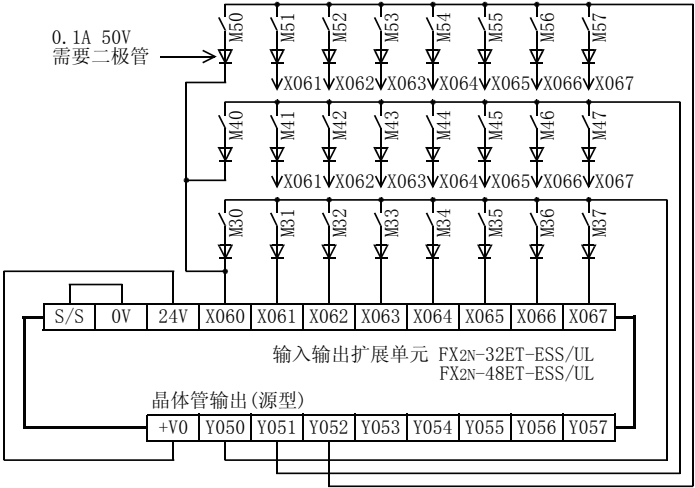 M50 M51 M52 M53 M54 M55 M56 M57
0.1A 50V
需要二极管
X061 X062 X063 X064 X065 X066 X067
M40 M41 M42 M43 M44 M45 M46 M47
X061 X062 X063 X064 X065 X066 X067
M30 M31 M32 M33 M34 M35 M36 M37
S/S 0V 24V X060 X061 X062 X063 X064 X065 X066 X067
输入输出扩展单元 FX2N-32ET-ESS/UL
FX2N-48ET-ESS/UL
晶体管输出(源型)
+V0 Y050 Y051 Y052 Y053 Y054 Y055 Y056 Y057